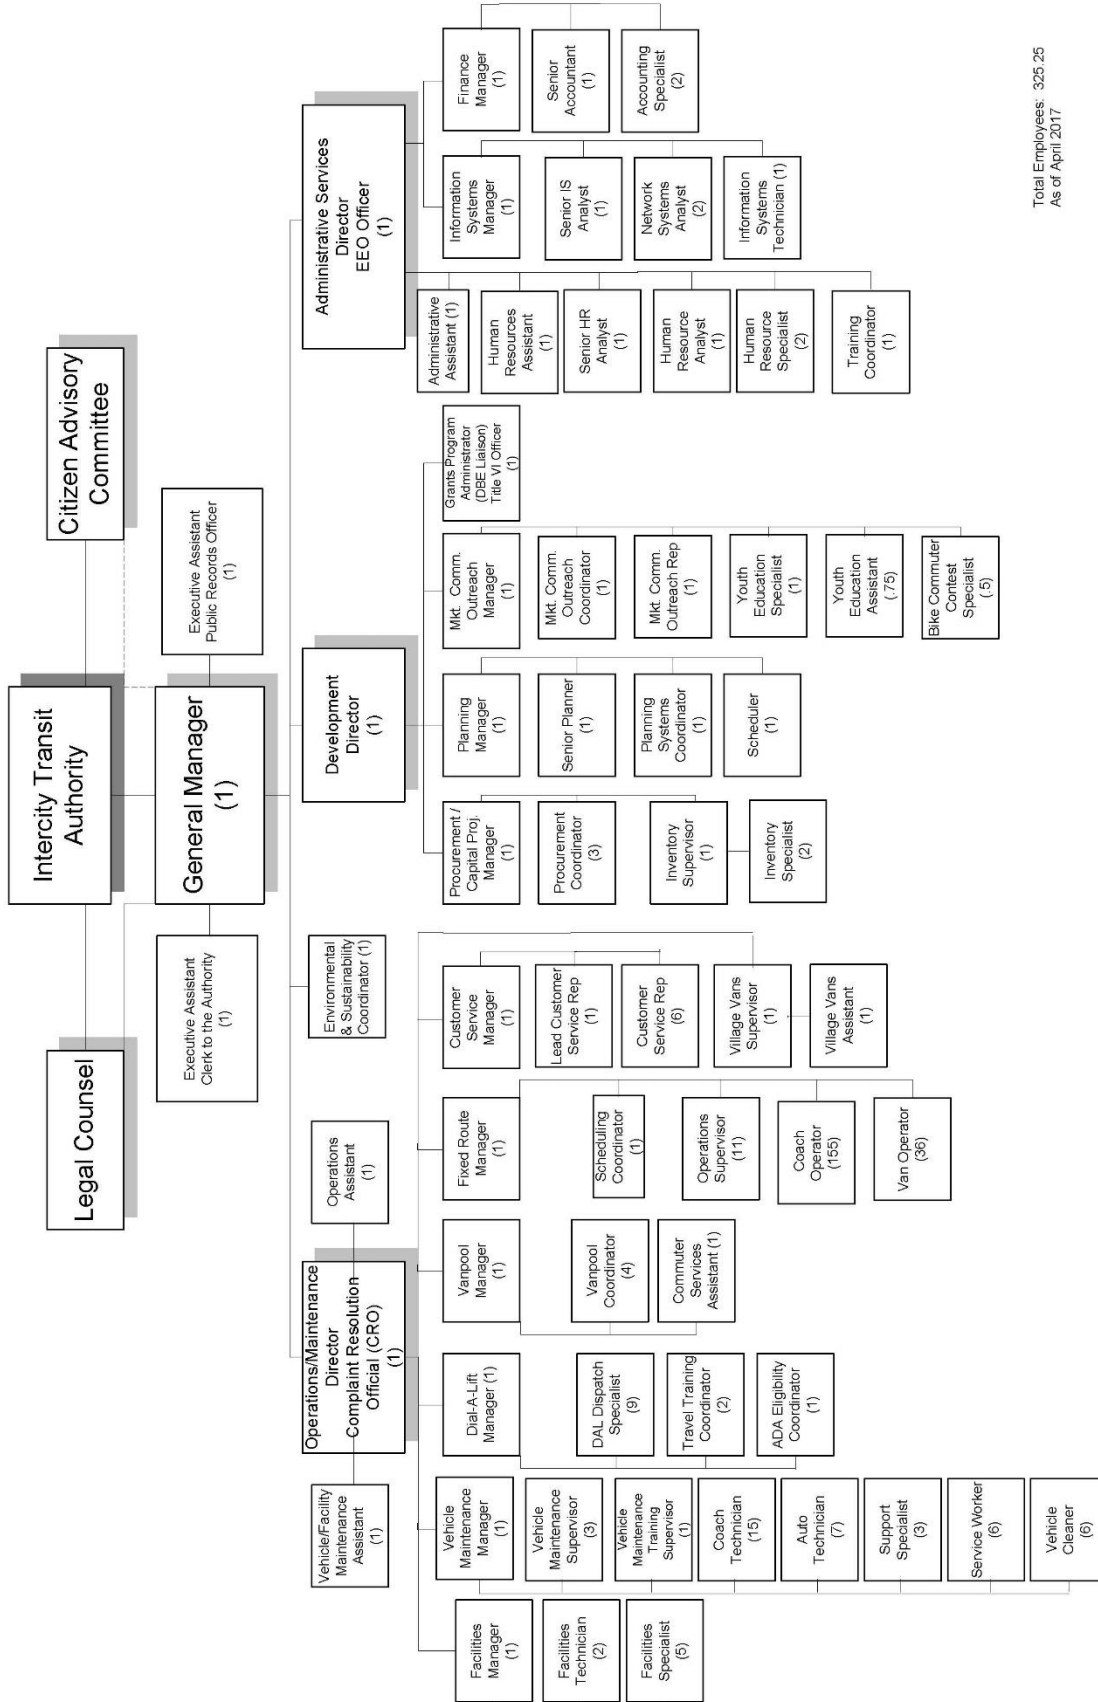 Legal Counsel
Intercity Transit
Authority
Citizen Advisory
Committee
Executive Assistant
Clerk to the Authority
(1)
General Manager
(1)
Executive Assistant
Public Records Officer
(1)
Environmental
& Sustainability
Coordinator (1)
Vehicle/Facility
Maintenance
Assistant
(1)
Operations/Maintenance
Director
Complaint Resolution
Official (CRO)
(1)
Operations
Assistant
(1)
Development
Director
(1)
Administrative Services
Director
EEO Officer
(1)
Facilities
Manager
(1)
Facilities
Technician
(2)
Facilities
Specialist
(5)
Vehicle
Maintenance
Manager
(1)
Vehicle
Maintenance
Supervisor
(3)
Vehicle
Maintenance
Training
Supervisor
(1)
Coach
Technician
(15)
Auto
Technician
(7)
Support
Specialist
(3)
Service Worker
(6)
Vehicle
Cleaner
(6)
Dial-A-Lift
Manager (1)
DAL Dispatch
Specialist
(9)
Travel Training
Coordinator
(2)
ADA Eligibility
Coordinator
(1)
Vanpool Manager
(1)
Vanpool
Coordinator
(4)
Commuter
Services
Assistant (1)
Fixed Route
Manager
(1)
Scheduling
Coordinator
(1)
Operations
Supervisor
(11)
Coach
Operator
(155)
Van Operator
(36)
Customer
Service
Manager
(1)
Lead Customer
Service Rep
(1)
Customer
Service Rep
(6)
Village Vans
Supervisor
(1)
Village Vans
Assistant
(1)
Procurement /
Capital Proj.
Manager
(1)
Procurement
Coordinator
(3)
Inventory
Supervisor
(1)
Inventory
Specialist
(2)
Planning
Manager
(1)
Senior Planner
(1)
Planning
Systems
Coordinator
(1)
Scheduler
(1)
Mkt. Comm.
Outreach
Manager
(1)
Mkt. Comm.
Outreach
Coordinator
(1)
Mkt. Comm.
Outreach Rep
(1)
Youth
Education
Specialist
(1)
Youth
Education
Assistant
(.75)
Bike Commuter
Contest
Specialist
(.5)
Grants Program
Administrator
(DBE Liaison)
Title VI Officer
(1)
Administrative
Assistant (1)
Human
Resources
Assistant
(1)
Senior HR
Analyst
(1)
Human
Resource
Analyst
(1)
Human
Resource
Specialist
(2)
Training
Coordinator
(1)
Information
Systems
Manager
(1)
Senior IS
Analyst
(1)
Network
Systems
Analyst
(2)
Information
Systems
Technician (1)
Finance
Manager
(1)
Senior
Accountant
(1)
Accounting
Specialist
(2)
Total Employees: 325.25
As of April 2017